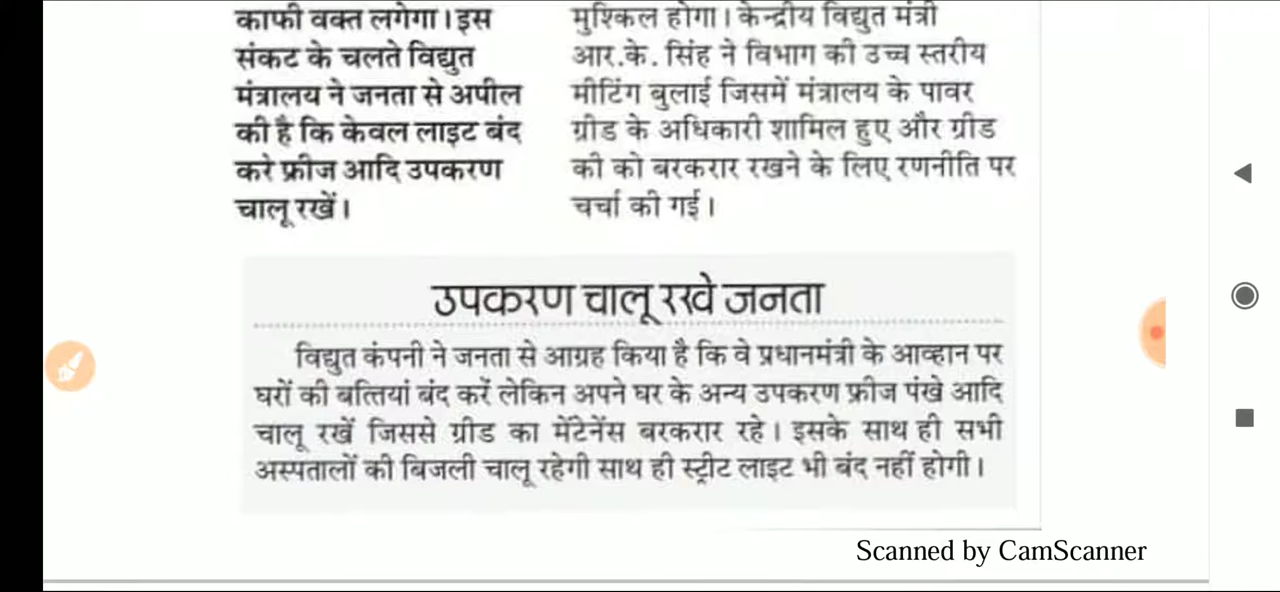 काफी वक्त लगेगा। इस
संकट के चलते विद्युत
मंत्रालय ने जनता से अपील
की है कि केवल लाइट बंद
करे फ्रीज आदि उपकरण
चालू रखें।
मुश्किल होगा। केन्द्रीय विद्युत मंत्री
आर.के. सिंह ने विभाग की उच्च स्तरीय
मीटिंग बुलाई जिसमें मंत्रालय के पावर
ग्रीड के अधिकारी शामिल हुए और ग्रीड
की को बरकरार रखने के लिए रणनीति पर
चर्चा की गई।
उपकरण चालू रखे जनता
विद्युत कंपनी ने जनता से आग्रह किया है कि वे प्रधानमंत्री के आव्हान पर
घरों की बत्तियां बंद करें लेकिन अपने घर के अन्य उपकरण फ्रीज पंखे आदि
चालू रखें जिससे ग्रीड का मेंटेनेंस बरकरार रहे। इसके साथ ही सभी
अस्पतालों की बिजली चालू रहेगी साथ ही स्ट्रीट लाइट भी बंद नहीं होगी।
Scanned by CamScanner